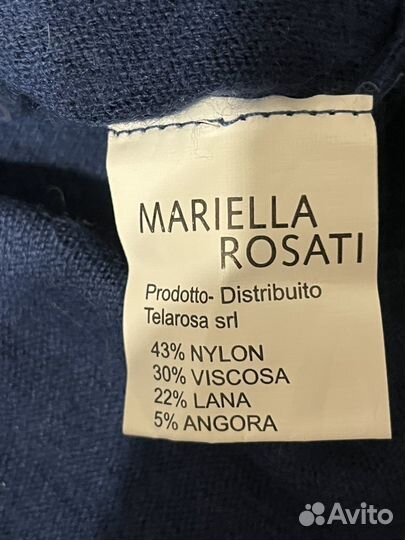 MARIELLA
ROSATI
Prodotto- Distribuito
Telarosa srl
43% NYLON
30% VISCOSA
22% LANA
5% ANGORA
Avito